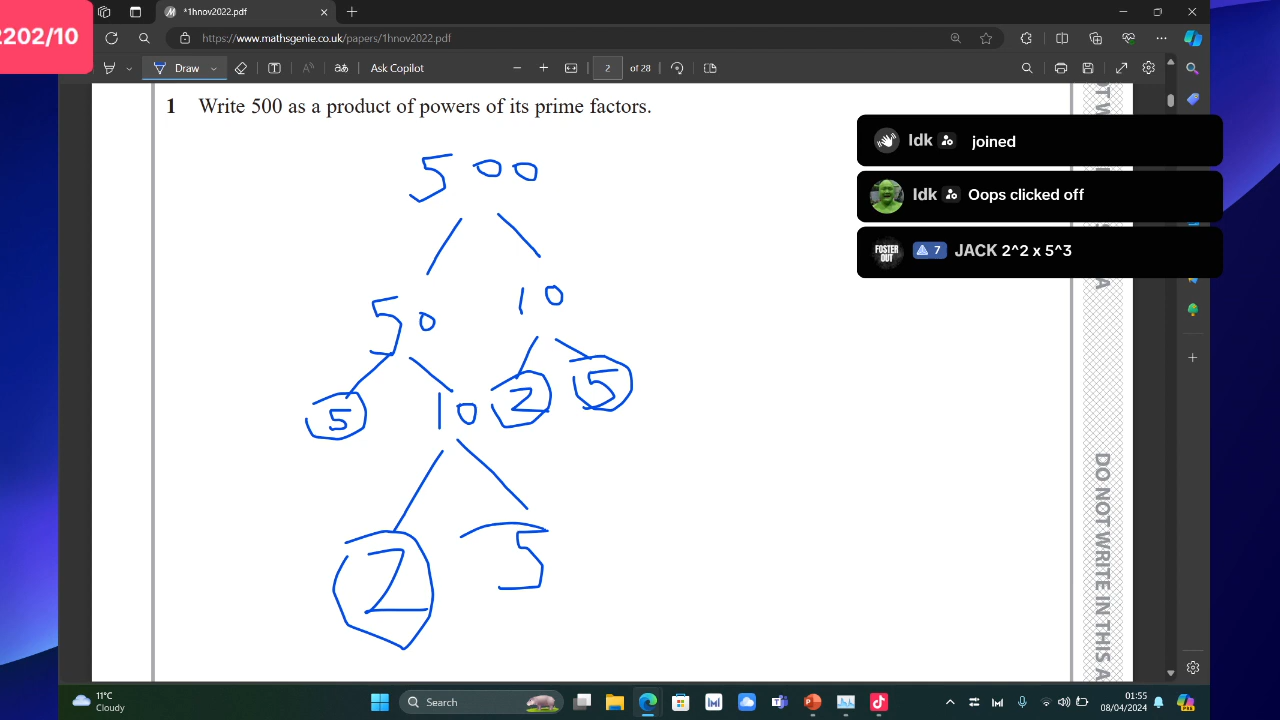 2202/10
*1hnov2022.pdf
https://www.mathsgenie.co.uk/papers/1hnov2022.pdf
Draw
Ask Copilot
2
of 28
1 Write 500 as a product of powers of its prime factors.
500
50
10
5
10
2
5
2
5
Idk joined
Idk Oops clicked off
FOSTER OUT
7 JACK 2^2 x 5^3
DO NOT WRITE IN THIS A
11°C
Cloudy
Search
01:55
08/04/2024